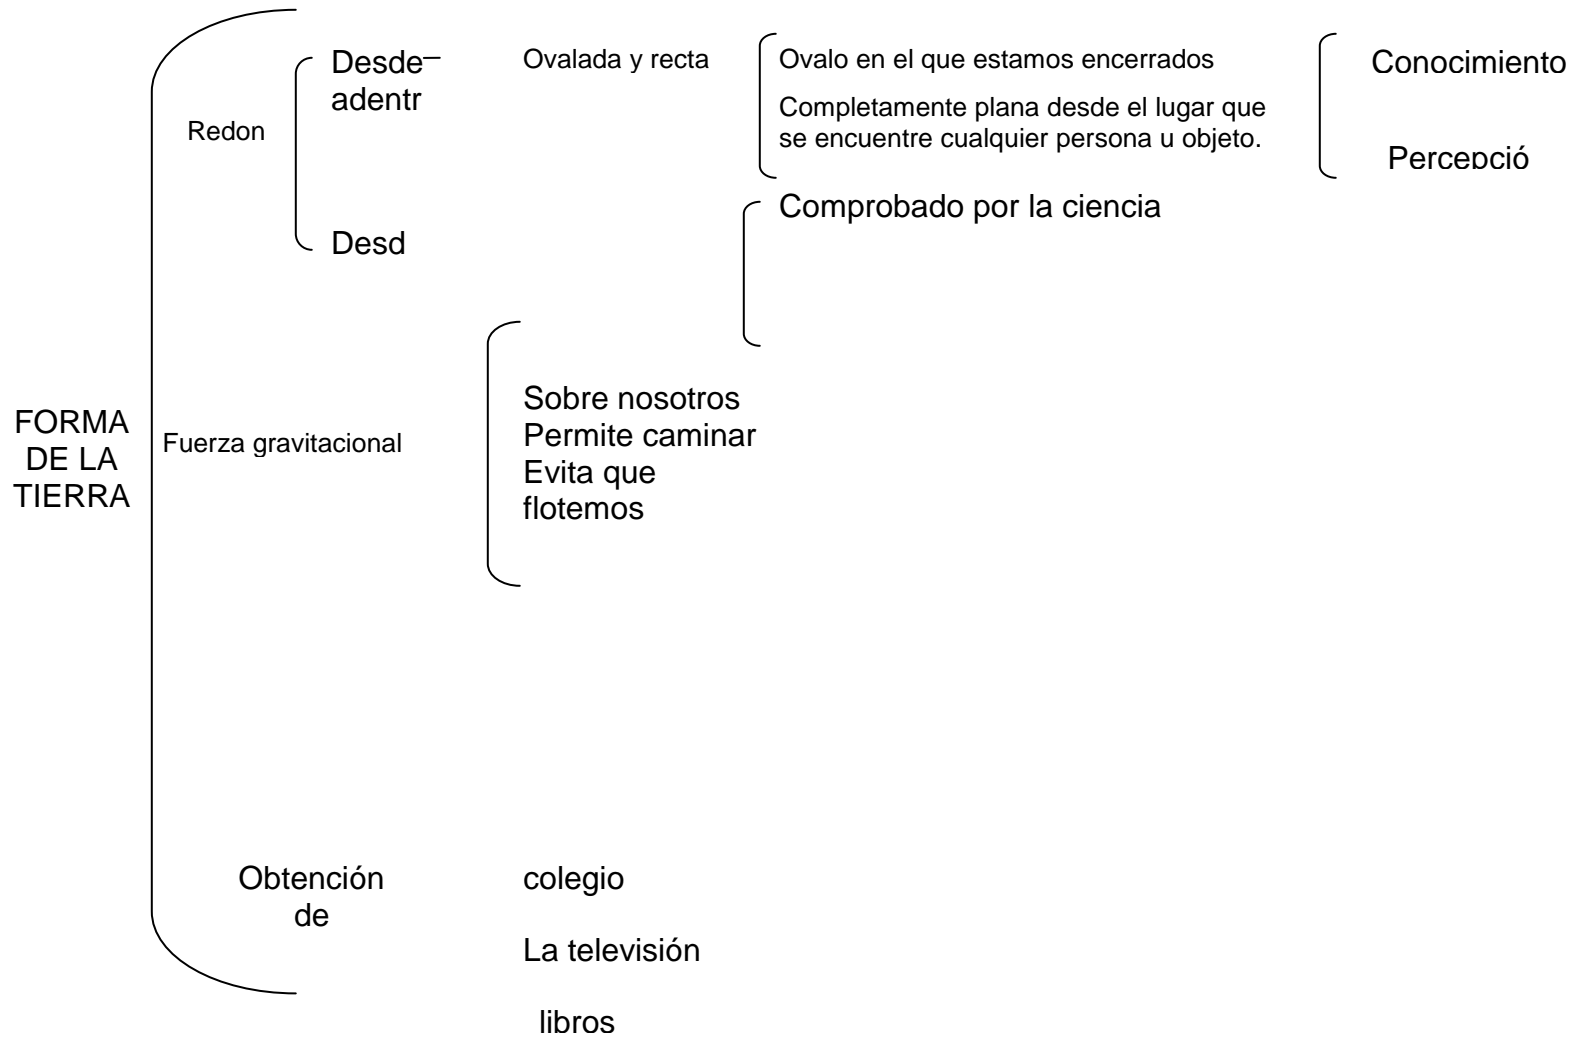 FORMA
DE LA
TIERRA
Redon
Desde
adentr
Ovalada y recta
Ovalo en el que estamos encerrados
Completamente plana desde el lugar que
se encuentre cualquier persona u objeto.
Conocimiento
Percepció
Desd
Comprobado por la ciencia
Fuerza gravitacional
Sobre nosotros
Permite caminar
Evita que
flotemos
Obtención
de
colegio
La televisión
libros